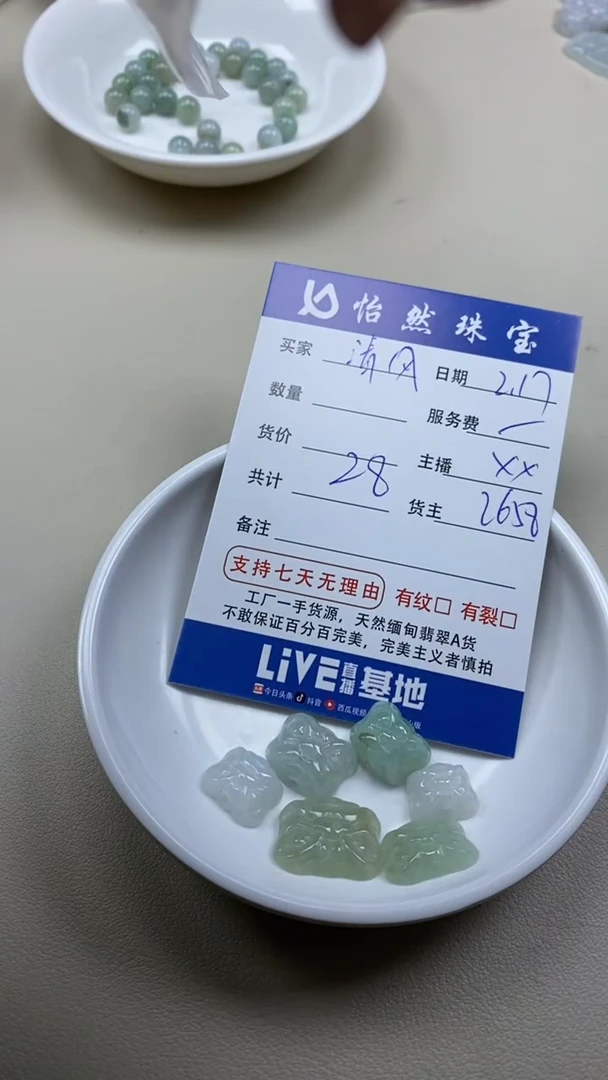 怡然珠宝
买家 清风 日期 2.17
数量 服务费 一
货价 28 主播 XX
共计 货主 2658
备注
支持七天无理由 有纹□ 有裂□
工厂一手货源，天然缅甸翡翠A货
不敢保证百分百完美，完美主义者慎拍
LiVE直播基地
今日头条 抖音 西瓜视频